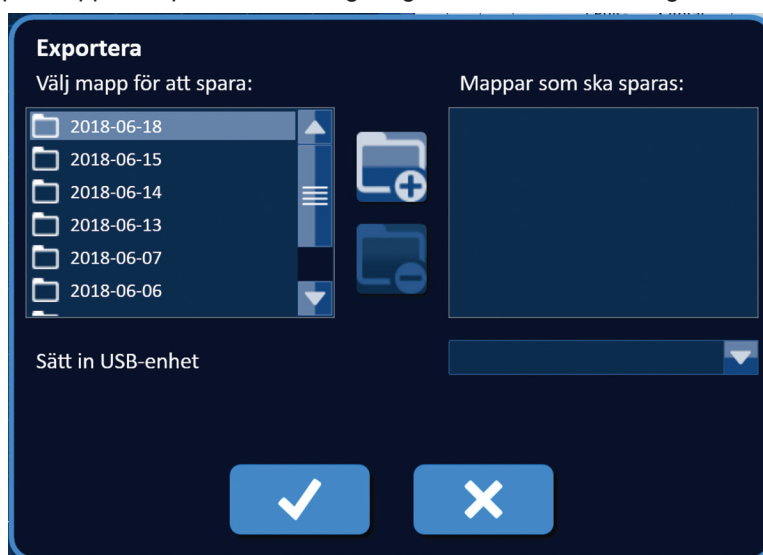 Exportera
Välj mapp för att spara:
Mappar som ska sparas:
2018-06-18
2018-06-15
2018-06-14
2018-06-13
2018-06-07
2018-06-06
Sätt in USB-enhet